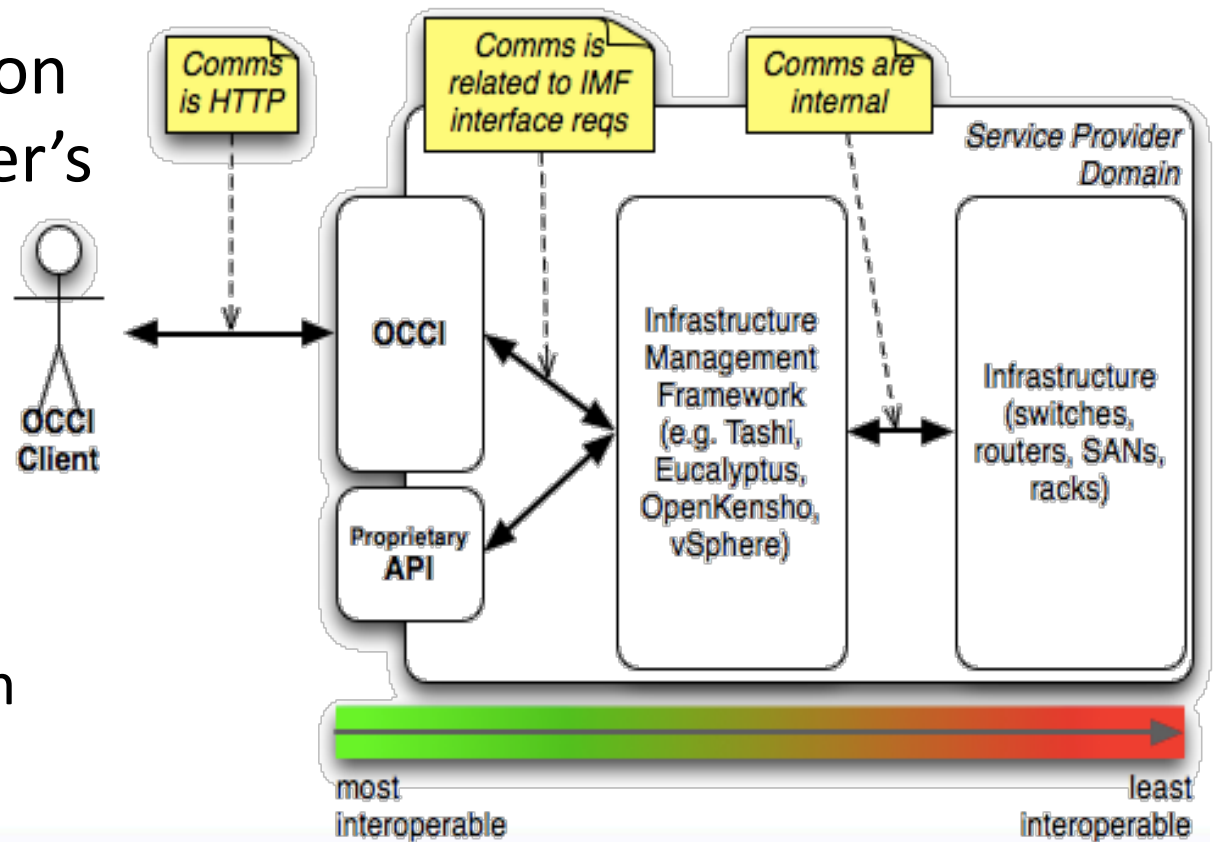 on
er's
n
Comms
is HTTP
Comms is
related to IMF
interface reqs
Comms are
internal
Service Provider
Domain
OCCI
Client
OCCI
Proprietary
API
Infrastructure
Management
Framework
(e.g. Tashi,
Eucalyptus,
OpenKensho,
vSphere)
Infrastructure
(switches,
routers, SANs,
racks)
most
interoperable
least
interoperable